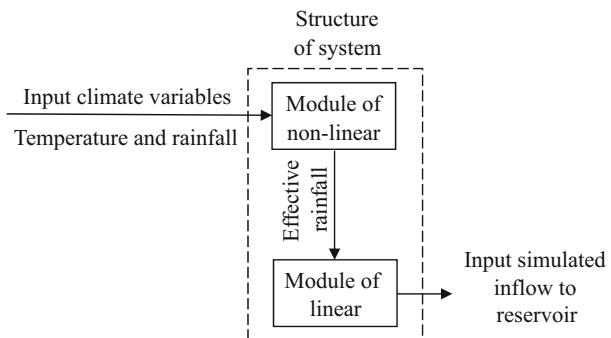 Structure
of system
Input climate variables
Temperature and rainfall
Module of
non-linear
Effective
rainfall
Module of
linear
Input simulated
inflow to
reservoir